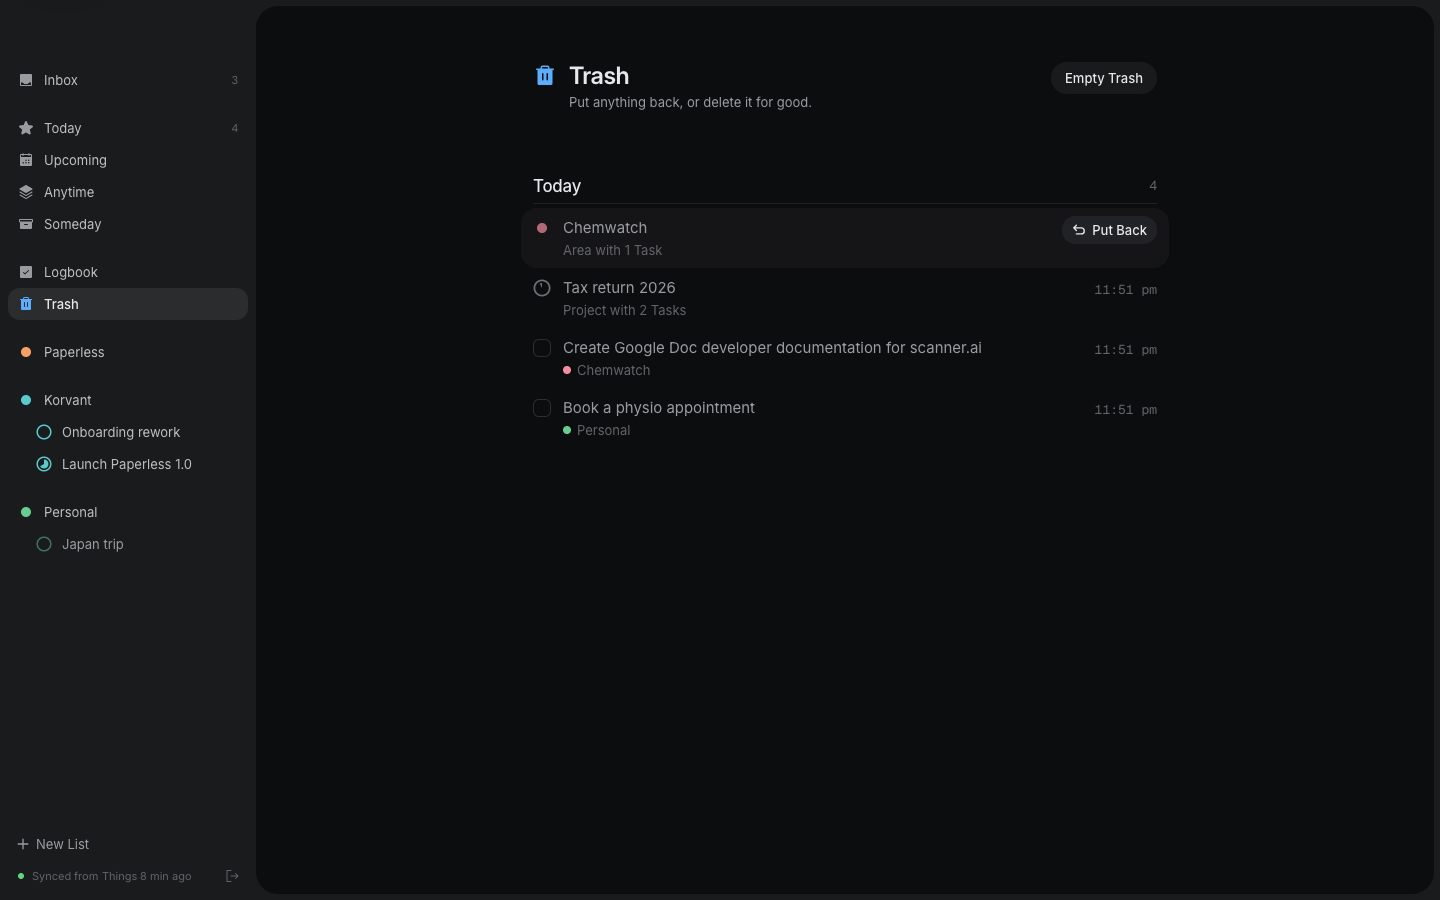 Inbox 3
Today 4
Upcoming
Anytime
Someday
Logbook
Trash
Paperless
Korvant
Onboarding rework
Launch Paperless 1.0
Personal
Japan trip
New List
Synced from Things 8 min ago
Trash
Empty Trash
Put anything back, or delete it for good.
Today 4
Chemwatch
Put Back
Area with 1 Task
Tax return 2026 11:51 pm
Project with 2 Tasks
Create Google Doc developer documentation for scanner.ai 11:51 pm
Chemwatch
Book a physio appointment 11:51 pm
Personal